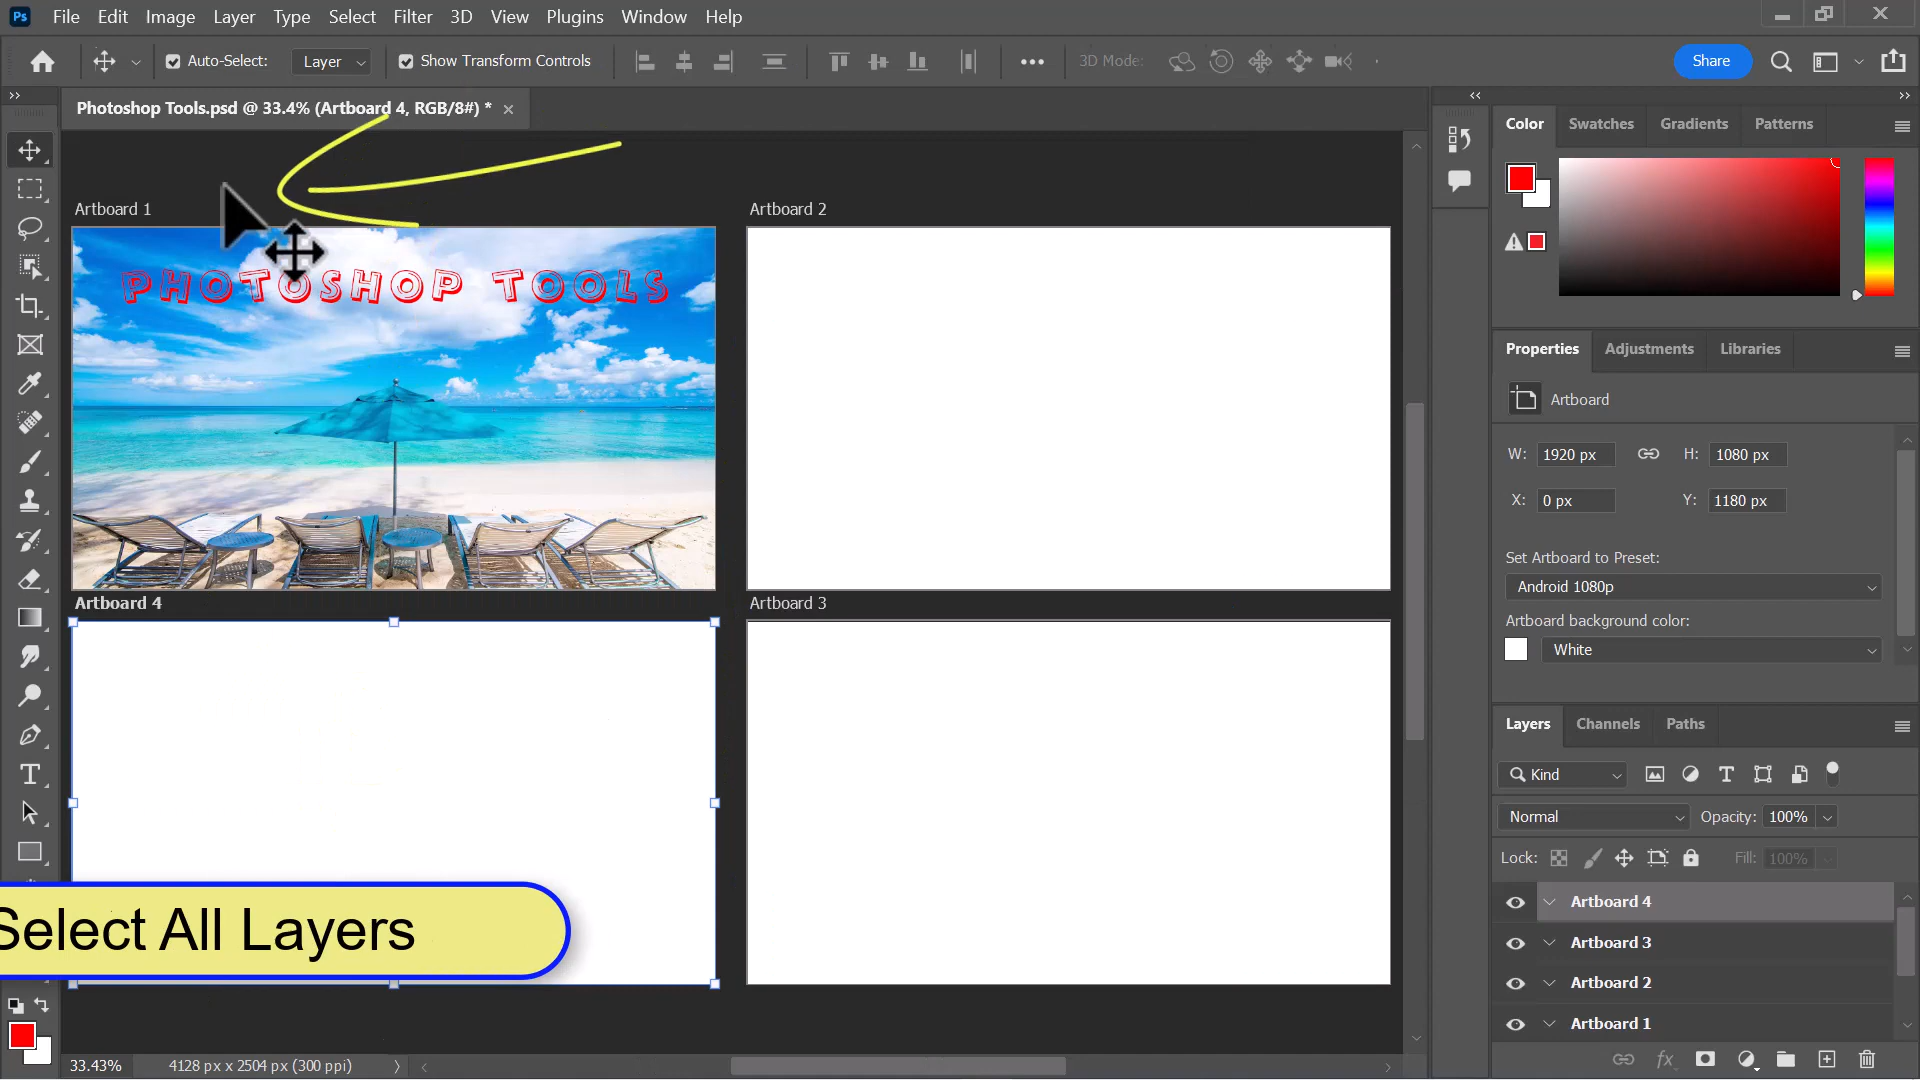 Ps File Edit Image Layer Type Select Filter 3D View Plugins Window Help
Auto-Select: Layer Show Transform Controls 3D Mode: Share
Photoshop Tools.psd @ 33.4% (Artboard 4, RGB/8#) *
Color Swatches Gradients Patterns
Artboard 1
Artboard 2
PHOTOSHOP TOOLS
Properties Adjustments Libraries
Artboard
W: 1920 px H: 1080 px
X: 0 px Y: 1180 px
Set Artboard to Preset:
Android 1080p
Artboard 4
Artboard 3
Artboard background color:
White
Layers Channels Paths
Kind
Normal Opacity: 100%
Lock: Fill: 100%
Artboard 4
Select All Layers
Artboard 3
Artboard 2
Artboard 1
33.43% 4128 px x 2504 px (300 ppi)